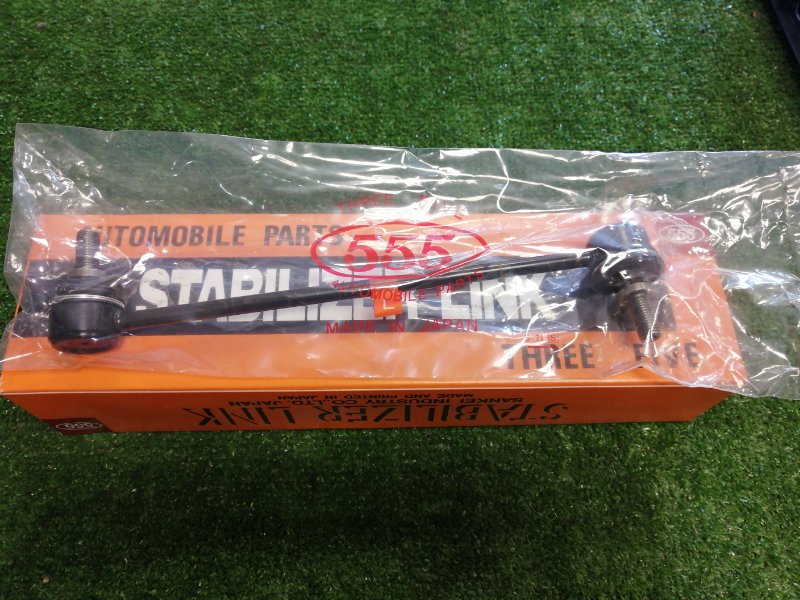 THREE FIVE
AUTOMOBILE PARTS
555
555
STABILIZER LINK
L
AUTOMOBILE PARTS
MADE IN JAPAN
THREE FIVE
STABILIZER LINK
SANKEI INDUSTRY CO.,LTD. JAPAN
MADE AND PRINTED IN JAPAN
555